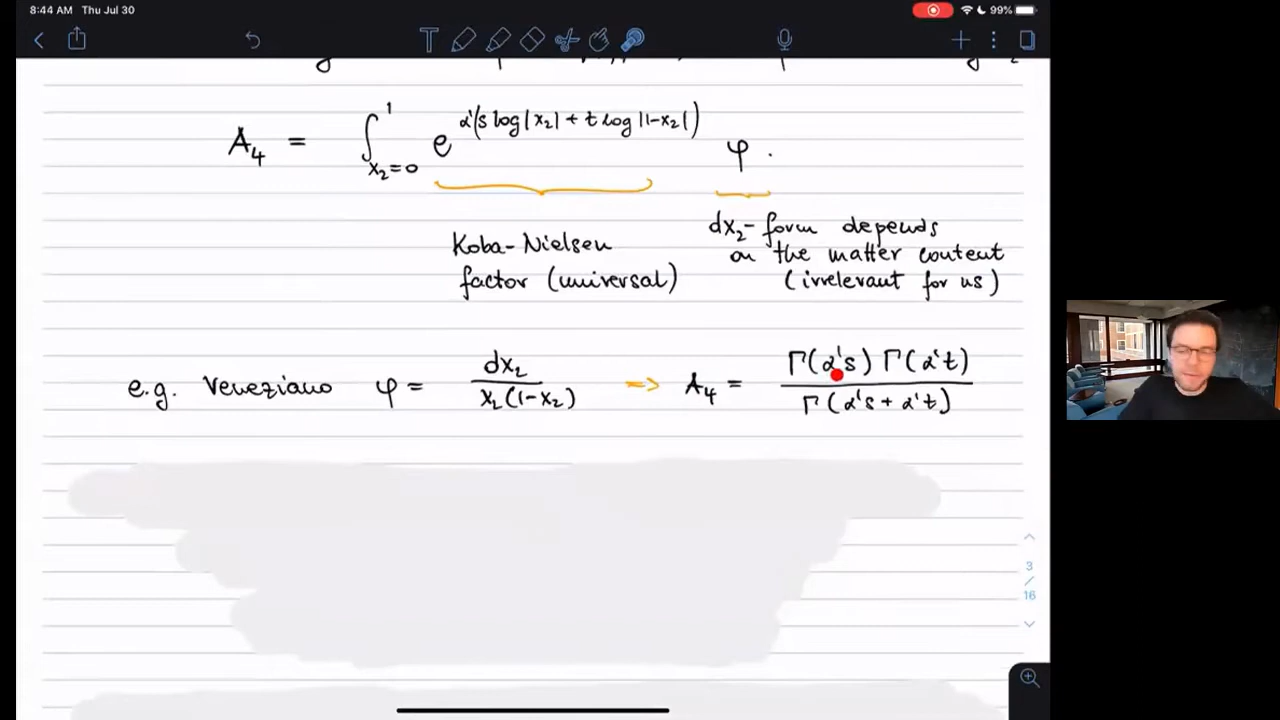 8:44 AM Thu Jul 30
99%
A₄ = ∫_{x₂=0}^{1} e^{α'(s log|x₂| + t log|1-x₂|)} φ .
Koba-Nielsen
factor (universal)
dx₂-form depends
on the matter content
(irrelevant for us)
e.g. Veneziano φ = dx₂ / x₂(1-x₂) => A₄ = Γ(α's) Γ(α't) / Γ(α's + α't)
3
/
16